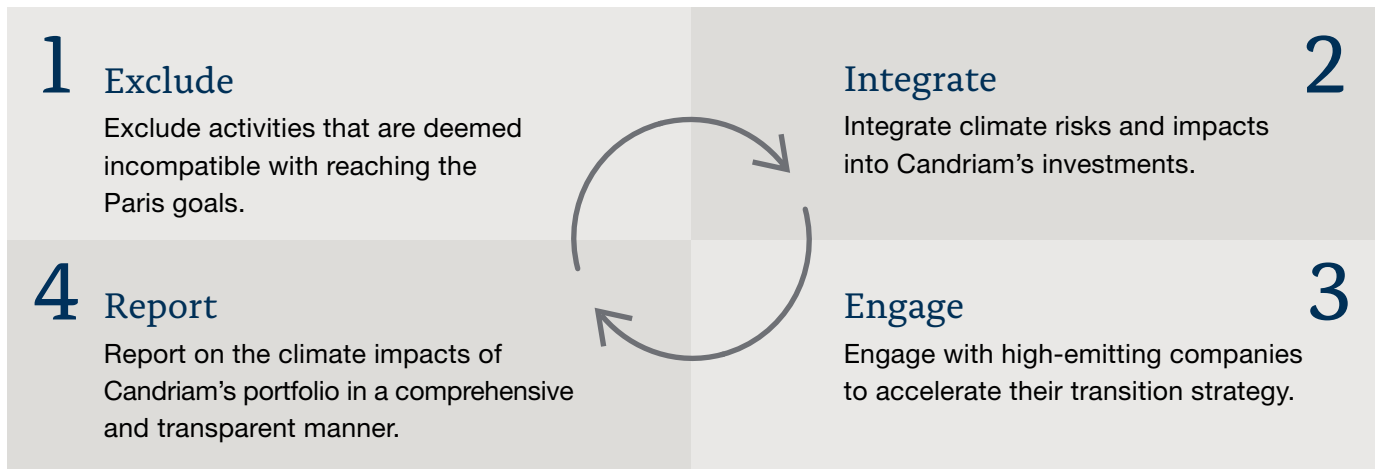 1
Exclude
Exclude activities that are deemed
incompatible with reaching the
Paris goals.
2
Integrate
Integrate climate risks and impacts
into Candriam’s investments.
3
Engage
Engage with high-emitting companies
to accelerate their transition strategy.
4
Report
Report on the climate impacts of
Candriam’s portfolio in a comprehensive
and transparent manner.